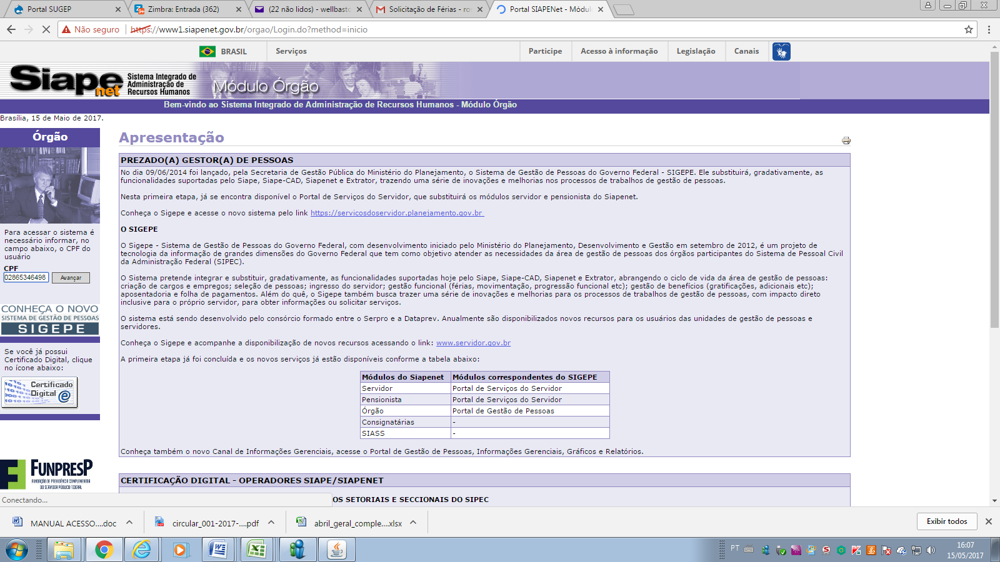 Portal SUGEP
Zimbra: Entrada (362)
(22 não lidos) - wellbast
Solicitação de Férias - ro
Portal SIAPENet - Módul
Não seguro
https://www1.siapenet.gov.br/orgao/Login.do?method=inicio
BRASIL
Serviços
Participe
Acesso à informação
Legislação
Canais
Siape net
Sistema Integrado de
Administração de
Recursos Humanos
Módulo Órgão
Bem-vindo ao Sistema Integrado de Administração de Recursos Humanos - Módulo Órgão
Brasília, 15 de Maio de 2017.
Órgão
Para acessar o sistema é
necessário informar, no
campo abaixo, o CPF do
usuário
CPF
02865346498
Avançar
CONHEÇA O NOVO
SISTEMA DE GESTÃO DE PESSOAS
SIGEPE
Se você já possui
Certificado Digital, clique
no ícone abaixo:
Certificado
Digital
FUNPRESP
FUNDAÇÃO DE PREVIDÊNCIA COMPLEMENTAR
DO SERVIDOR PÚBLICO FEDERAL
Apresentação
PREZADO(A) GESTOR(A) DE PESSOAS
No dia 09/06/2014 foi lançado, pela Secretaria de Gestão Pública do Ministério do Planejamento, o Sistema de Gestão de Pessoas do Governo Federal - SIGEPE. Ele substituirá, gradativamente, as
funcionalidades suportadas pelo Siape, Siape-CAD, Siapenet e Extrator, trazendo uma série de inovações e melhorias nos processos de trabalhos de gestão de pessoas.
Nesta primeira etapa, já se encontra disponível o Portal de Serviços do Servidor, que substituirá os módulos servidor e pensionista do Siapenet.
Conheça o Sigepe e acesse o novo sistema pelo link https://servicosdoservidor.planejamento.gov.br
O SIGEPE
O Sigepe - Sistema de Gestão de Pessoas do Governo Federal, com desenvolvimento iniciado pelo Ministério do Planejamento, Desenvolvimento e Gestão em setembro de 2012, é um projeto de
tecnologia da informação de grandes dimensões do Governo Federal que tem como objetivo atender as necessidades da área de gestão de pessoas dos órgãos participantes do Sistema de Pessoal Civil
da Administração Federal (SIPEC).
O Sistema pretende integrar e substituir, gradativamente, as funcionalidades suportadas hoje pelo Siape, Siape-CAD, Siapenet e Extrator, abrangendo o ciclo de vida da área de gestão de pessoas:
criação de cargos e empregos; seleção de pessoas; ingresso do servidor; gestão funcional (férias, movimentação, progressão funcional etc); gestão de benefícios (gratificações, adicionais etc);
aposentadoria e folha de pagamentos. Além do quê, o Sigepe também busca trazer uma série de inovações e melhorias para os processos de trabalhos de gestão de pessoas, com impacto direto
inclusive para o próprio servidor, para obter informações ou solicitar serviços.
O sistema está sendo desenvolvido pelo consórcio formado entre o Serpro e a Dataprev. Anualmente são disponibilizados novos recursos para os usuários das unidades de gestão de pessoas e
servidores.
Conheça o Sigepe e acompanhe a disponibilização de novos recursos acessando o link: www.servidor.gov.br
A primeira etapa já foi concluída e os novos serviços já estão disponíveis conforme a tabela abaixo:
Módulos do Siapenet Módulos correspondentes do SIGEPE
Servidor Portal de Serviços do Servidor
Pensionista Portal de Serviços do Servidor
Órgão Portal de Gestão de Pessoas
Consignatárias -
SIASS -
Conheça também o novo Canal de Informações Gerenciais, acesse o Portal de Gestão de Pessoas, Informações Gerenciais, Gráficos e Relatórios.
CERTIFICAÇÃO DIGITAL - OPERADORES SIAPE/SIAPENET
OS SETORIAIS E SECCIONAIS DO SIPEC
Conectando...
MANUAL ACESSO....doc
circular_001-2017-....pdf
abril_geral_comple....xlsx
Exibir todos
PT
16:07
15/05/2017